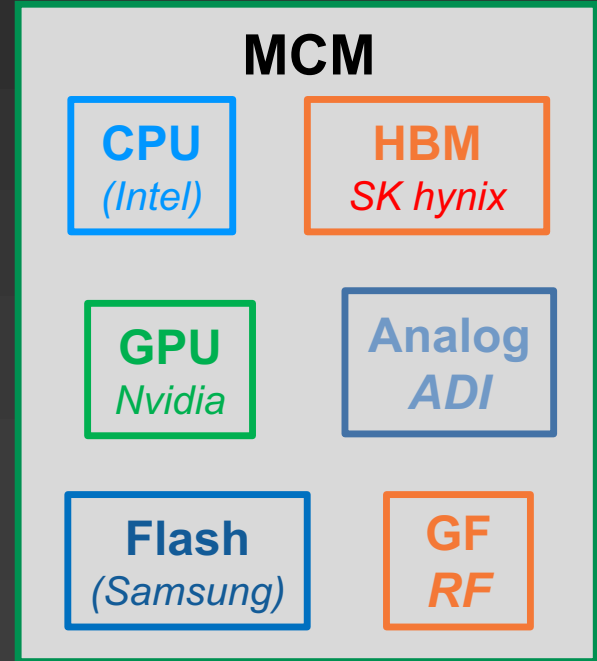 MCM
CPU
(Intel)
HBM
SK hynix
GPU
Nvidia
Analog
ADI
Flash
(Samsung)
GF
RF